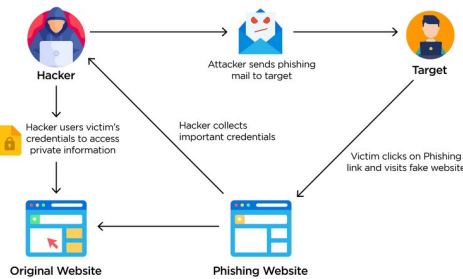 Hacker
Attacker sends phishing
mail to target
Target
Hacker users victim's
credentials to access
private information
Hacker collects
important credentials
Victim clicks on Phishing
link and visits fake website
Original Website
Phishing Website